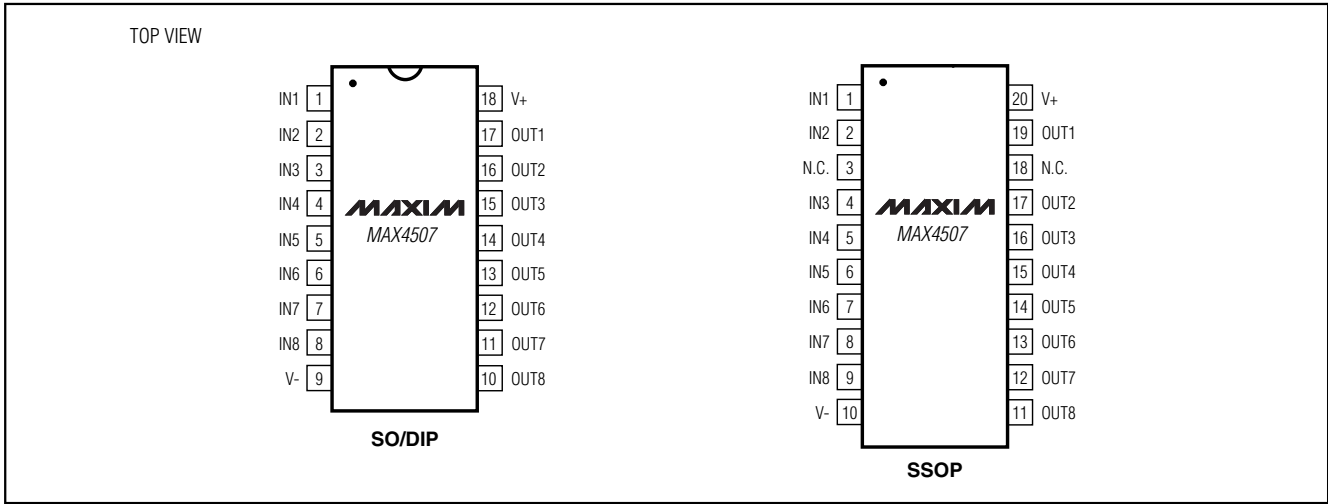 TOP VIEW
IN1 1 18 V+
IN2 2 17 OUT1
IN3 3 16 OUT2
IN4 4 15 OUT3
IN5 5 14 OUT4
IN6 6 13 OUT5
IN7 7 12 OUT6
IN8 8 11 OUT7
V- 9 10 OUT8
MAXIM
MAX4507
SO/DIP
IN1 1 20 V+
IN2 2 19 OUT1
N.C. 3 18 N.C.
IN3 4 17 OUT2
IN4 5 16 OUT3
IN5 6 15 OUT4
IN6 7 14 OUT5
IN7 8 13 OUT6
IN8 9 12 OUT7
V- 10 11 OUT8
MAXIM
MAX4507
SSOP